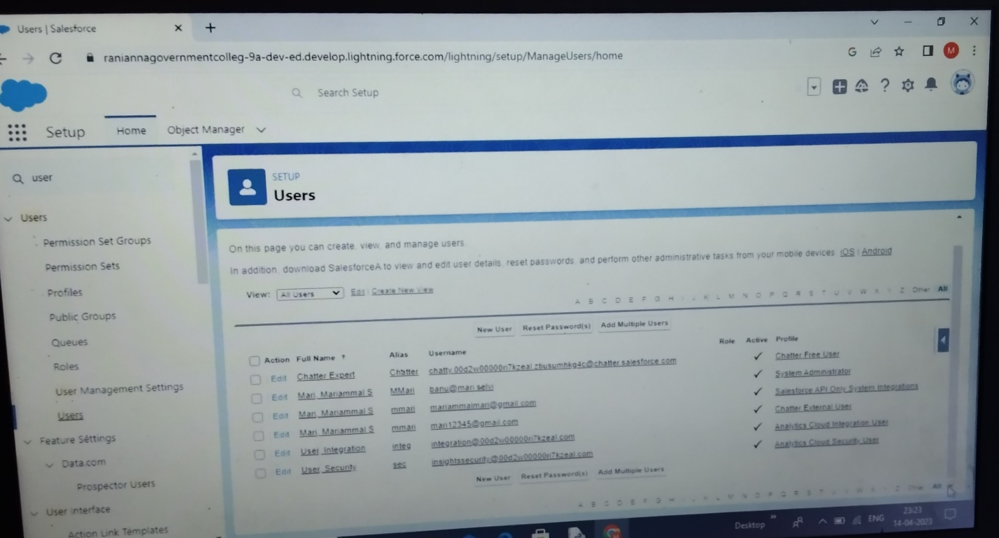 Users | Salesforce
raniannagovernmentcolleg-9a-dev-ed.develop.lightning.force.com/lightning/setup/ManageUsers/home
G
M
Search Setup
Setup Home Object Manager
user
Users
Permission Set Groups
Permission Sets
Profiles
Public Groups
Queues
Roles
User Management Settings
Users
Feature Settings
Data.com
Prospector Users
User Interface
Action Link Templates
SETUP
Users
On this page you can create, view, and manage users.
In addition, download SalesforceA to view and edit user details, reset passwords, and perform other administrative tasks from your mobile devices: iOS | Android
View: All Users Edit | Create New View
A B C D E F G H I J K L M N O P Q R S T U V W X Y Z Other All
New User Reset Password(s) Add Multiple Users
Action Full Name ↑ Alias Username Role Active Profile
Edit Chatter Expert Chatter Chatter Free User
Edit Mari, Mariammal S MMari banu@mari.selvi System Administrator
Edit Mari, Mariammal S mmari mariammalmari@gmail.com Salesforce API Only System Integrations
Edit Mari, Mariammal S mmari mari12345@gmail.com Chatter External User
Edit User, Integration integ integration@00d2w00000ri7kzeal.com Analytics Cloud Integration User
Edit User, Security sec insightssecurity@00d2w00000ri7kzeal.com Analytics Cloud Security User
New User Reset Password(s) Add Multiple Users
A B C D E F G H I J K L M N O P Q R S T U V W X Y Z Other All
Desktop ENG 23:23
14-04-2023